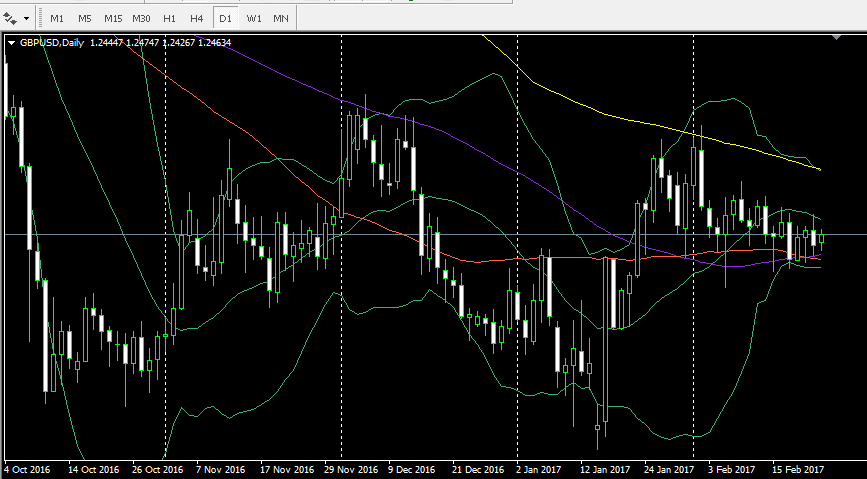 M1 M5 M15 M30 H1 H4 D1 W1 MN
GBPUSD,Daily 1.24447 1.24747 1.24267 1.24634
4 Oct 2016 14 Oct 2016 26 Oct 2016 7 Nov 2016 17 Nov 2016 29 Nov 2016 9 Dec 2016 21 Dec 2016 2 Jan 2017 12 Jan 2017 24 Jan 2017 3 Feb 2017 15 Feb 2017